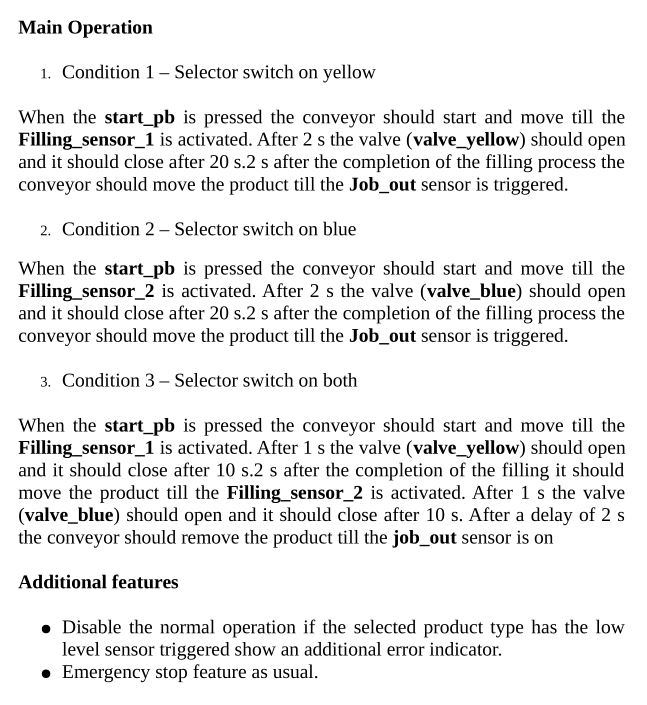 Main Operation
1. Condition 1 – Selector switch on yellow
When the start_pb is pressed the conveyor should start and move till the
Filling_sensor_1 is activated. After 2 s the valve (valve_yellow) should open
and it should close after 20 s.2 s after the completion of the filling process the
conveyor should move the product till the Job_out sensor is triggered.
2. Condition 2 – Selector switch on blue
When the start_pb is pressed the conveyor should start and move till the
Filling_sensor_2 is activated. After 2 s the valve (valve_blue) should open
and it should close after 20 s.2 s after the completion of the filling process the
conveyor should move the product till the Job_out sensor is triggered.
3. Condition 3 – Selector switch on both
When the start_pb is pressed the conveyor should start and move till the
Filling_sensor_1 is activated. After 1 s the valve (valve_yellow) should open
and it should close after 10 s.2 s after the completion of the filling it should
move the product till the Filling_sensor_2 is activated. After 1 s the valve
(valve_blue) should open and it should close after 10 s. After a delay of 2 s
the conveyor should remove the product till the job_out sensor is on
Additional features
● Disable the normal operation if the selected product type has the low
level sensor triggered show an additional error indicator.
● Emergency stop feature as usual.